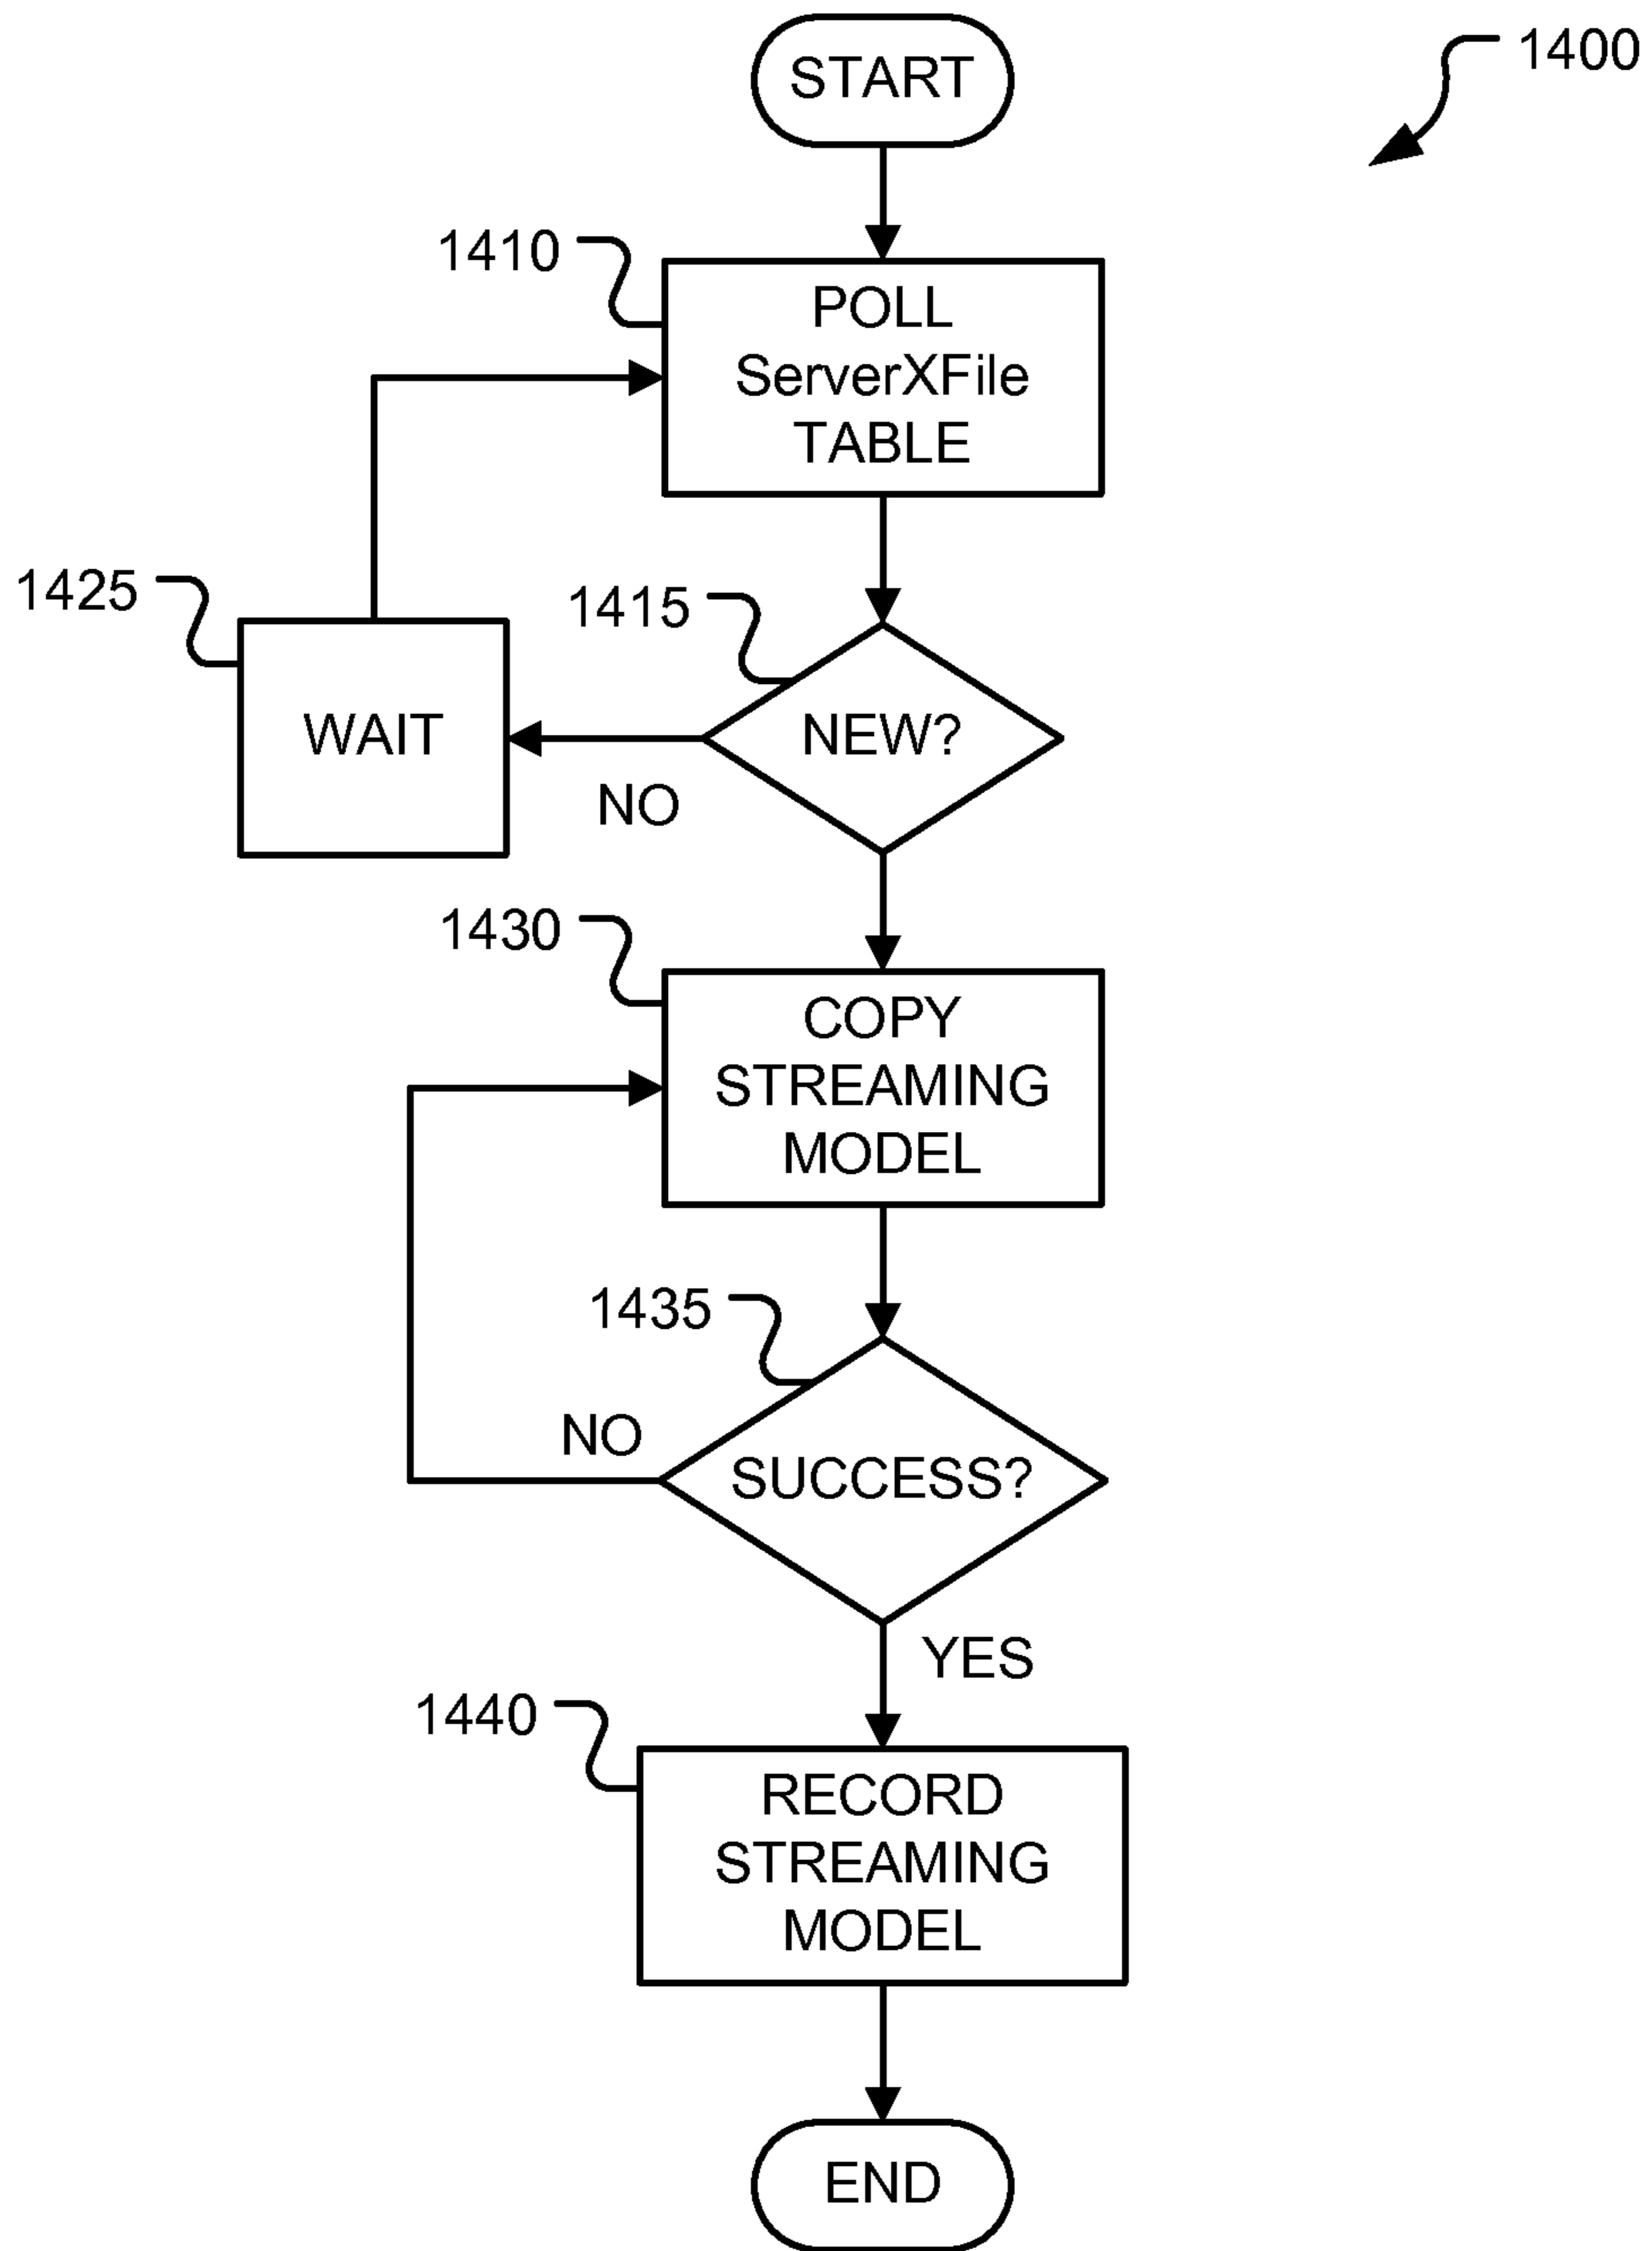 START
1400
1410
POLL
ServerXFile
TABLE
1425
1415
WAIT
NEW?
NO
1430
COPY
STREAMING
MODEL
1435
NO
SUCCESS?
YES
1440
RECORD
STREAMING
MODEL
END